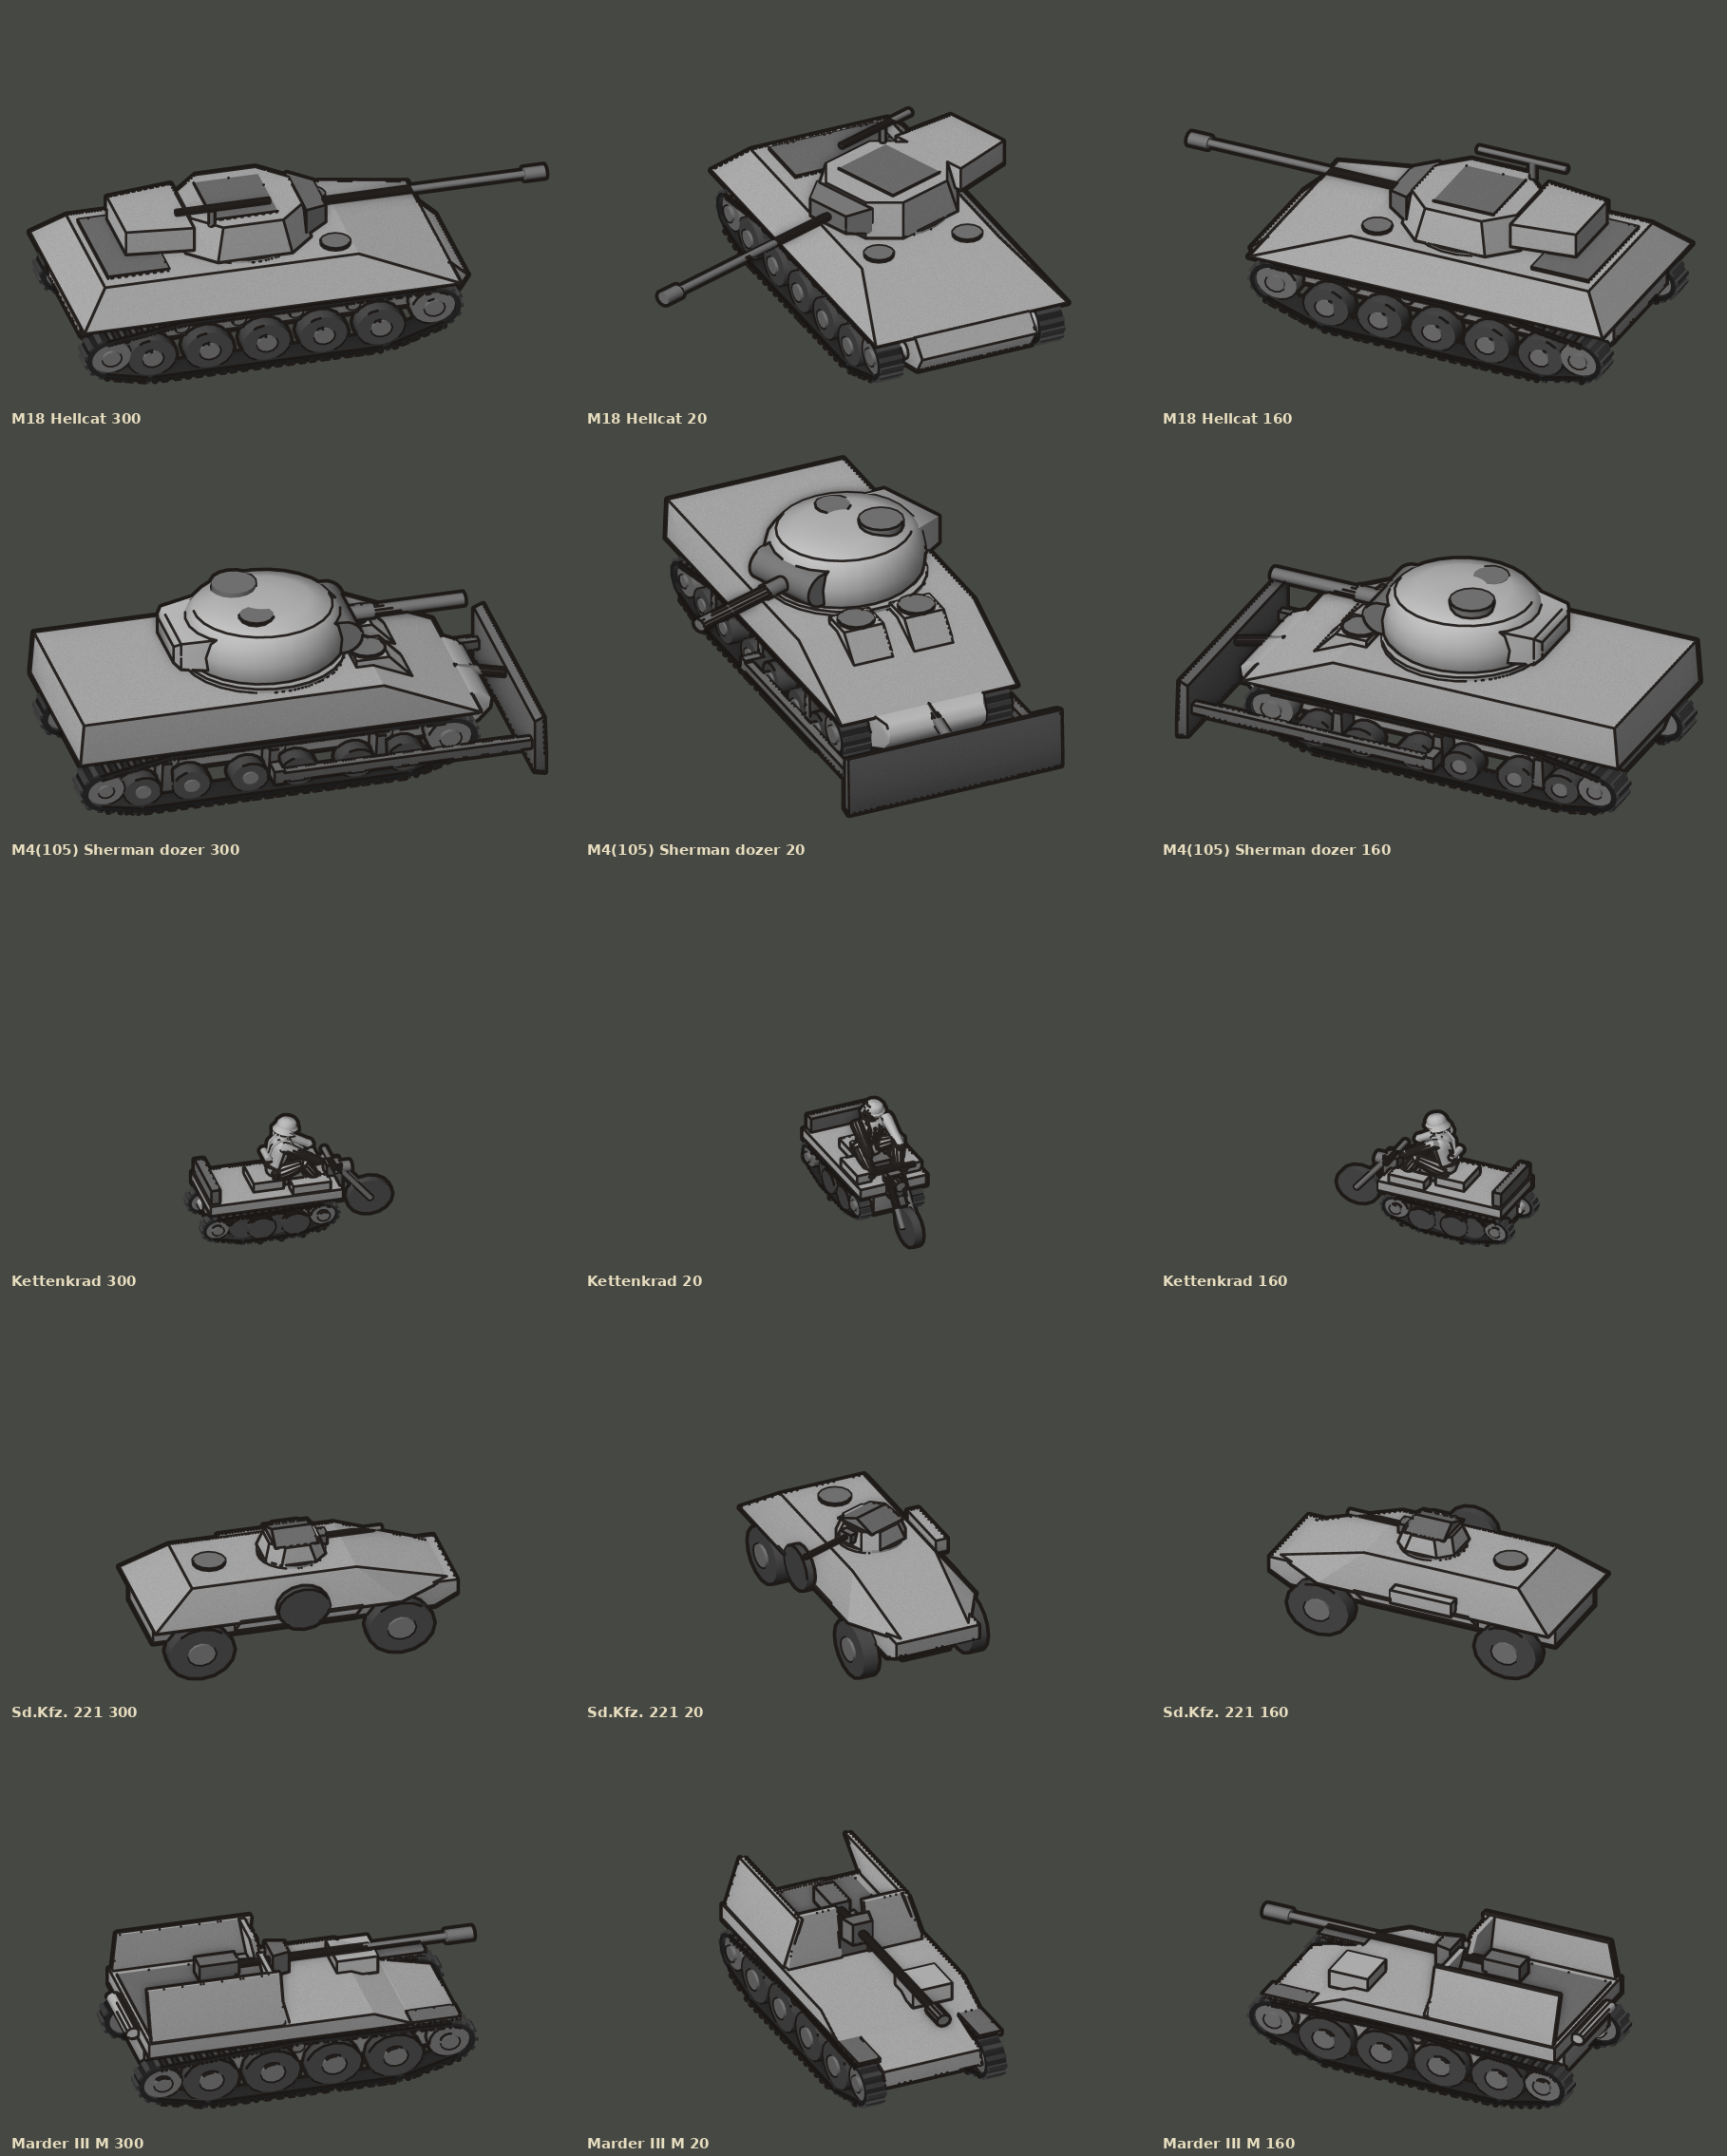 M18 Hellcat 300
M18 Hellcat 20
M18 Hellcat 160
M4(105) Sherman dozer 300
M4(105) Sherman dozer 20
M4(105) Sherman dozer 160
Kettenkrad 300
Kettenkrad 20
Kettenkrad 160
Sd.Kfz. 221 300
Sd.Kfz. 221 20
Sd.Kfz. 221 160
Marder III M 300
Marder III M 20
Marder III M 160